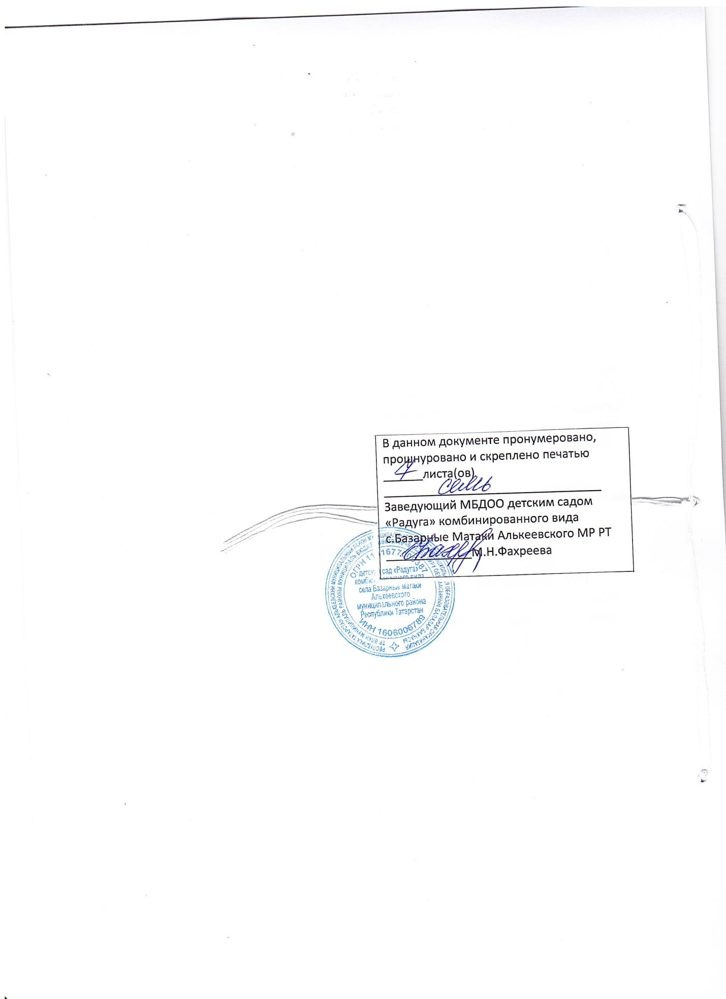 В данном документе пронумеровано,
прошнуровано и скреплено печатью
7 листа(ов)
семь
Заведующий МБДОО детским садом
«Радуга» комбинированного вида
с.Базарные Матаки Алькеевского МР РТ
М.Н.Фахреева
сад «Радуга»
села Базарные Матаки
Алькеевского
муниципального района
Республики Татарстан
ИНН 1606006789